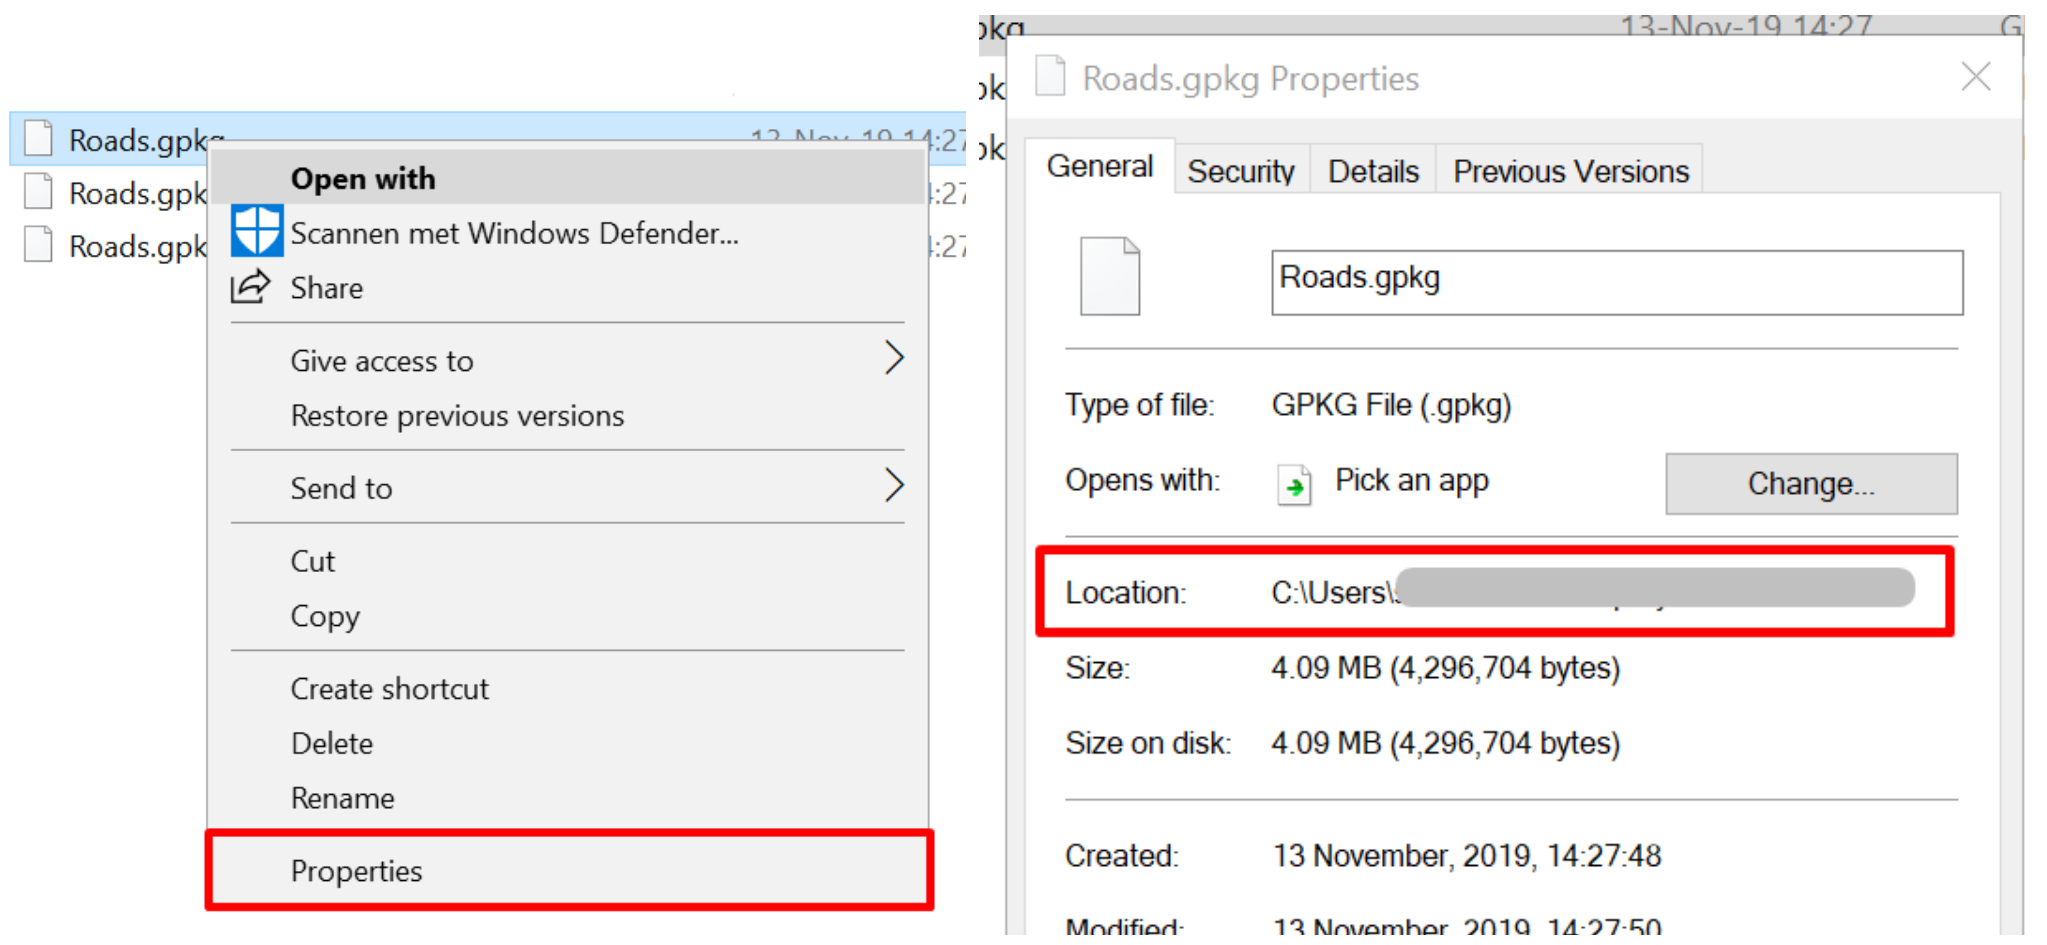 Roads.gpkg
13-Nov-19 14:27
Roads.gpk
:27
Roads.gpk
:27
Open with
Scannen met Windows Defender...
Share
Give access to
Restore previous versions
Send to
Cut
Copy
Create shortcut
Delete
Rename
Properties
pkg
13-Nov-19 14:27
G
pk
pk
Roads.gpkg Properties
General
Security
Details
Previous Versions
Roads.gpkg
Type of file: GPKG File (.gpkg)
Opens with: Pick an app
Change...
Location: C:\Users\
Size: 4.09 MB (4,296,704 bytes)
Size on disk: 4.09 MB (4,296,704 bytes)
Created: 13 November, 2019, 14:27:48
Modified: 13 November, 2019, 14:27:50